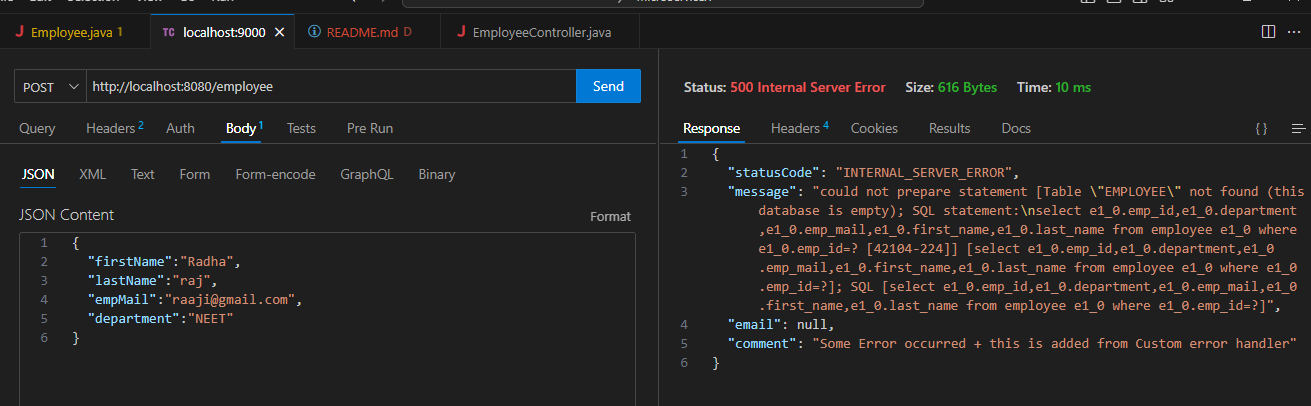 Employee.java 1
TC localhost:9000
README.md D
EmployeeController.java
POST
http://localhost:8080/employee
Send
Query
Headers 2
Auth
Body 1
Tests
Pre Run
JSON
XML
Text
Form
Form-encode
GraphQL
Binary
JSON Content
Format
1 {
2 "firstName":"Radha",
3 "lastName":"raj",
4 "empMail":"raaji@gmail.com",
5 "department":"NEET"
6 }
Status: 500 Internal Server Error Size: 616 Bytes Time: 10 ms
Response
Headers 4
Cookies
Results
Docs
{ }
1 {
2 "statusCode": "INTERNAL_SERVER_ERROR",
3 "message": "could not prepare statement [Table \"EMPLOYEE\" not found (this
database is empty); SQL statement:\nselect e1_0.emp_id,e1_0.department
,e1_0.emp_mail,e1_0.first_name,e1_0.last_name from employee e1_0 where
e1_0.emp_id=? [42104-224]] [select e1_0.emp_id,e1_0.department,e1_0
.emp_mail,e1_0.first_name,e1_0.last_name from employee e1_0 where e1_0
.emp_id=?]; SQL [select e1_0.emp_id,e1_0.department,e1_0.emp_mail,e1_0
.first_name,e1_0.last_name from employee e1_0 where e1_0.emp_id=?]",
4 "email": null,
5 "comment": "Some Error occurred + this is added from Custom error handler"
6 }